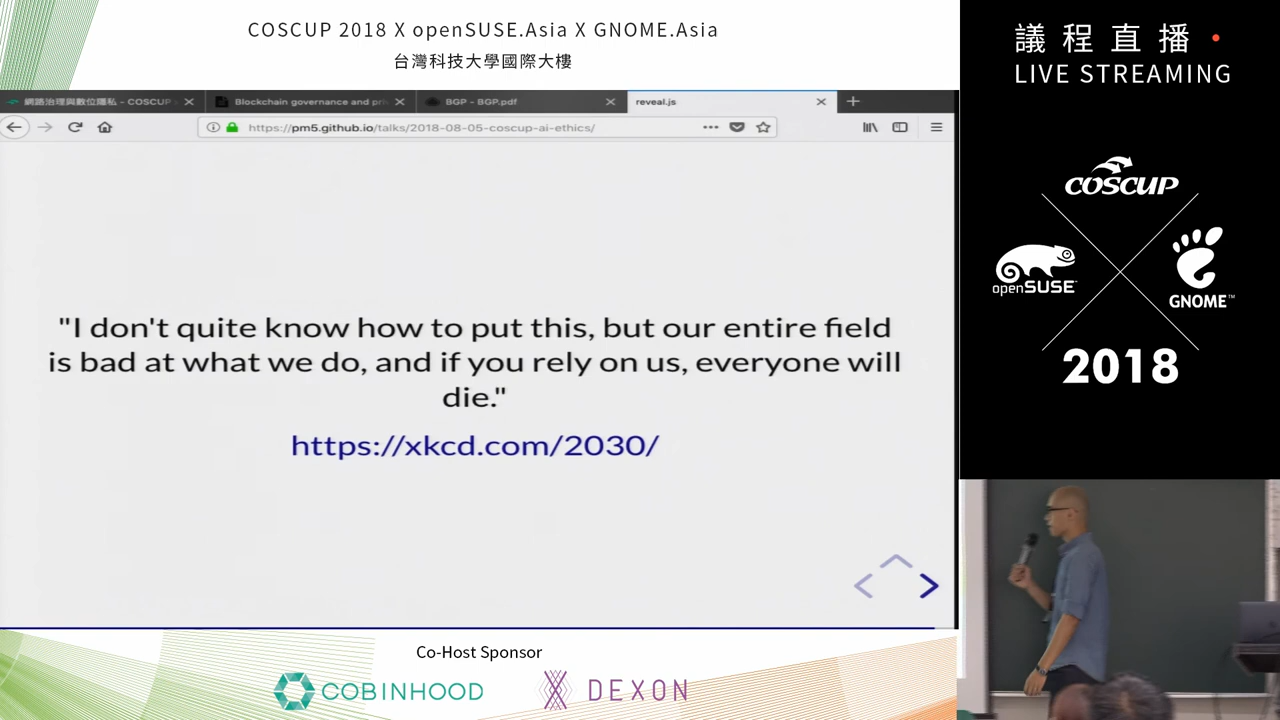 COSCUP 2018 X openSUSE.Asia X GNOME.Asia
台灣科技大學國際大樓
網路治理與數位隱私 - COSCUP
Blockchain governance and pri
BGP - BGP.pdf
reveal.js
https://pm5.github.io/talks/2018-08-05-coscup-ai-ethics/
"I don't quite know how to put this, but our entire field
is bad at what we do, and if you rely on us, everyone will
die."
https://xkcd.com/2030/
Co-Host Sponsor
COBINHOOD
DEXON
議程直播
LIVE STREAMING
COSCUP
openSUSE
GNOME™
2018